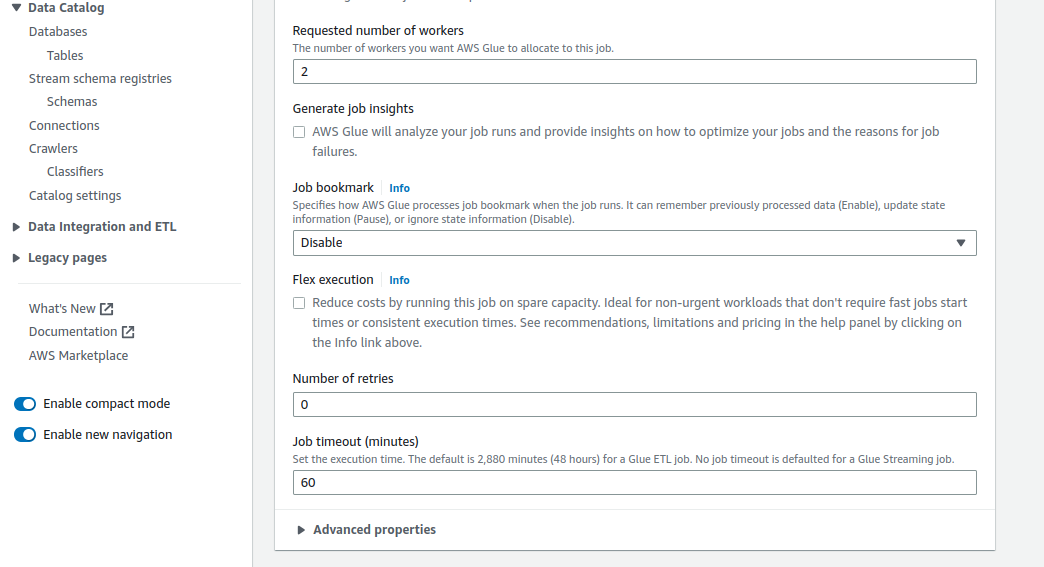 Data Catalog
Databases
Tables
Stream schema registries
Schemas
Connections
Crawlers
Classifiers
Catalog settings
Data Integration and ETL
Legacy pages
What's New
Documentation
AWS Marketplace
Enable compact mode
Enable new navigation
Requested number of workers
The number of workers you want AWS Glue to allocate to this job.
2
Generate job insights
AWS Glue will analyze your job runs and provide insights on how to optimize your jobs and the reasons for job
failures.
Job bookmark Info
Specifies how AWS Glue processes job bookmark when the job runs. It can remember previously processed data (Enable), update state
information (Pause), or ignore state information (Disable).
Disable
Flex execution Info
Reduce costs by running this job on spare capacity. Ideal for non-urgent workloads that don't require fast jobs start
times or consistent execution times. See recommendations, limitations and pricing in the help panel by clicking on
the Info link above.
Number of retries
0
Job timeout (minutes)
Set the execution time. The default is 2,880 minutes (48 hours) for a Glue ETL job. No job timeout is defaulted for a Glue Streaming job.
60
Advanced properties